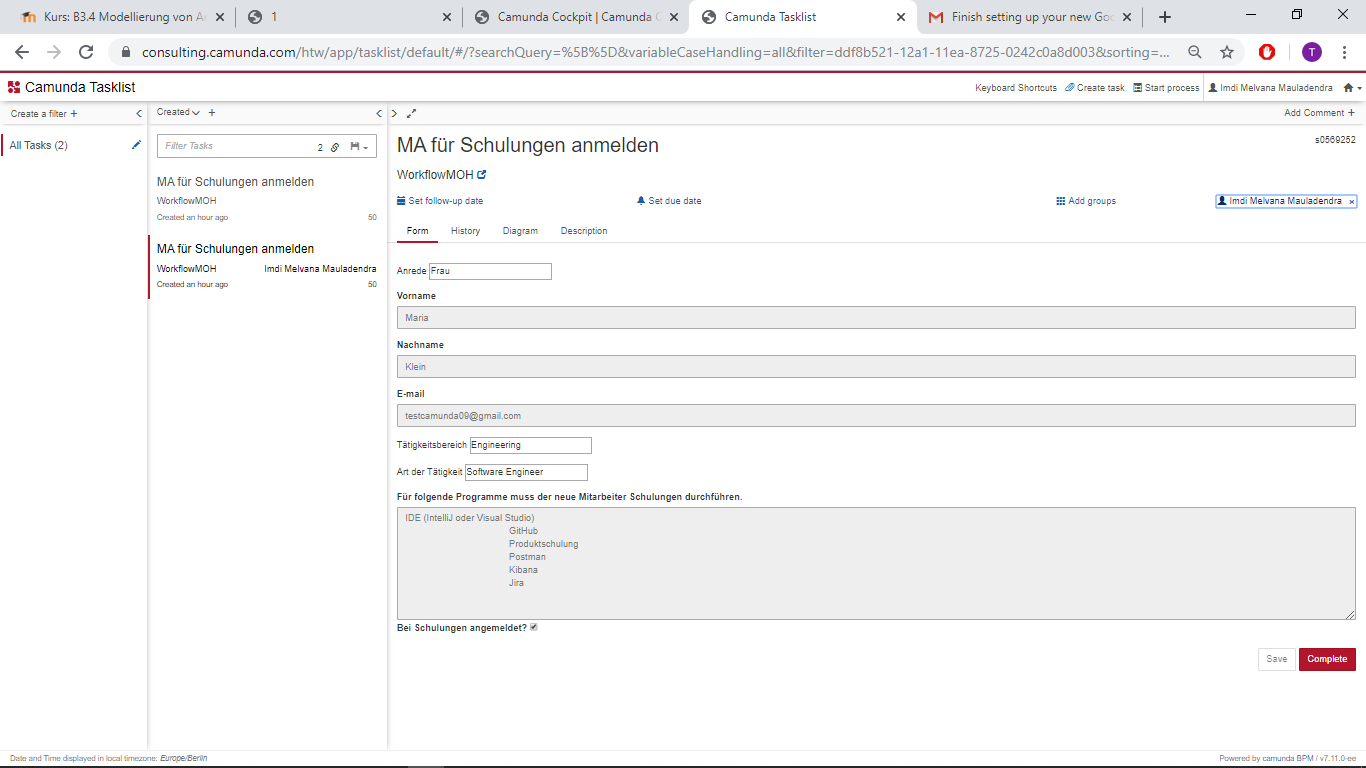 Kurs: B3.4 Modellierung von A
1
Camunda Cockpit | Camunda C
Camunda Tasklist
Finish setting up your new Goo
consulting.camunda.com/htw/app/tasklist/default/#/?searchQuery=%5B%5D&variableCaseHandling=all&filter=ddf8b521-12a1-11ea-8725-0242c0a8d003&sorting=...
T
Camunda Tasklist
Keyboard Shortcuts
Create task
Start process
Imdi Melvana Mauladendra
Create a filter +
Created
Add Comment +
All Tasks (2)
Filter Tasks
2
MA für Schulungen anmelden
WorkflowMOH
Created an hour ago
50
MA für Schulungen anmelden
WorkflowMOH
Imdi Melvana Mauladendra
Created an hour ago
50
MA für Schulungen anmelden
s0569252
WorkflowMOH
Set follow-up date
Set due date
Add groups
Imdi Melvana Mauladendra ×
Form
History
Diagram
Description
Anrede Frau
Vorname
Maria
Nachname
Klein
E-mail
testcamunda09@gmail.com
Tätigkeitsbereich Engineering
Art der Tätigkeit Software Engineer
Für folgende Programme muss der neue Mitarbeiter Schulungen durchführen.
IDE (IntelliJ oder Visual Studio)
GitHub
Produktschulung
Postman
Kibana
Jira
Bei Schulungen angemeldet?
Save
Complete
Date and Time displayed in local timezone: Europe/Berlin
Powered by camunda BPM / v7.11.0-ee